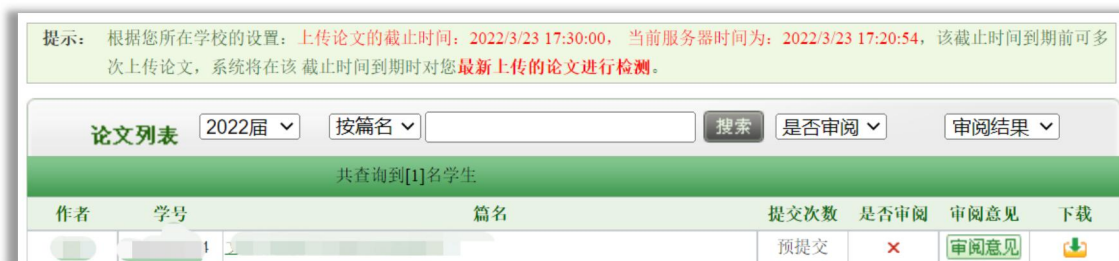 提示： 根据您所在学校的设置：上传论文的截止时间：2022/3/23 17:30:00， 当前服务器时间为：2022/3/23 17:20:54，该截止时间到期前可多
次上传论文，系统将在该 截止时间到期时对您最新上传的论文进行检测。
论文列表 2022届 按篇名 搜索 是否审阅 审阅结果
共查询到[1]名学生
作者 学号 篇名 提交次数 是否审阅 审阅意见 下载
4 预提交 审阅意见